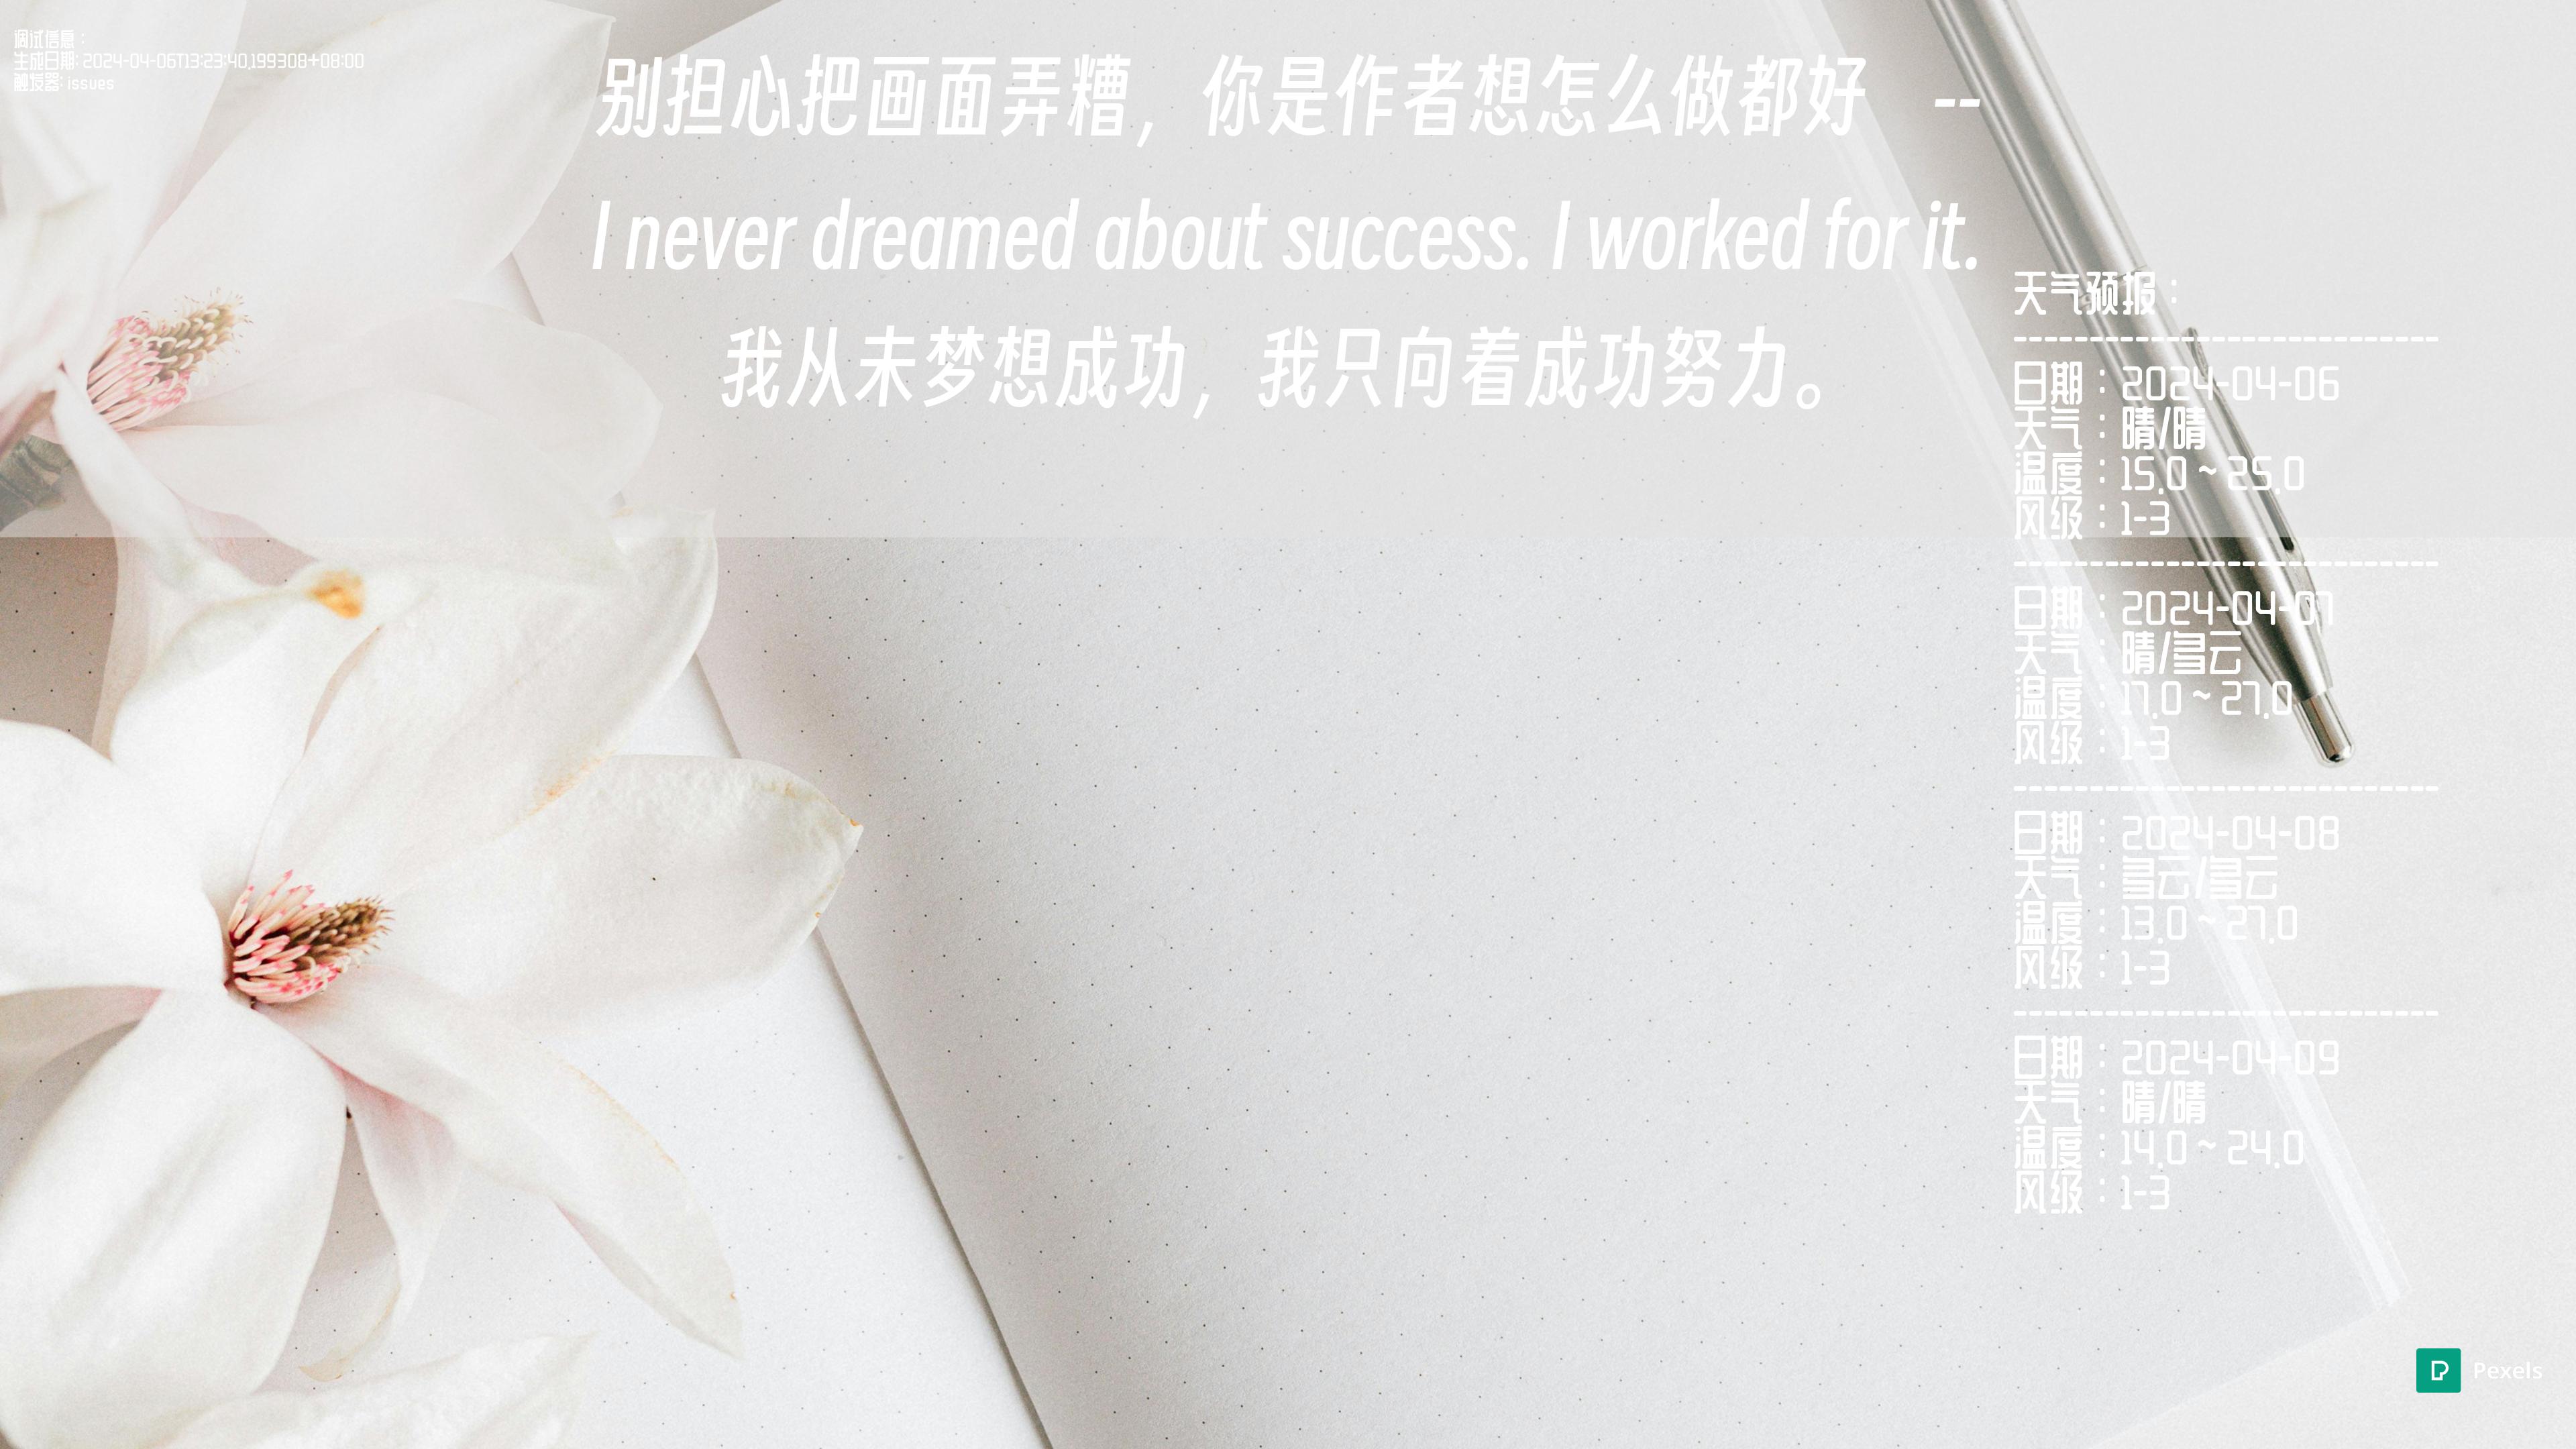 调试信息：
生成日期: 2024-04-06T13:23:40.199308+08:00
触发器: issues
别担心把画面弄糟，你是作者想怎么做都好　--
I never dreamed about success. I worked for it.
我从未梦想成功，我只向着成功努力。
天气预报：
----------------------------
日期：2024-04-06
天气：晴/晴
温度：15.0 ~ 25.0
风级：1-3
----------------------------
日期：2024-04-07
天气：晴/多云
温度：17.0 ~ 27.0
风级：1-3
----------------------------
日期：2024-04-08
天气：多云/多云
温度：13.0 ~ 27.0
风级：1-3
----------------------------
日期：2024-04-09
天气：晴/晴
温度：14.0 ~ 24.0
风级：1-3
Pexels